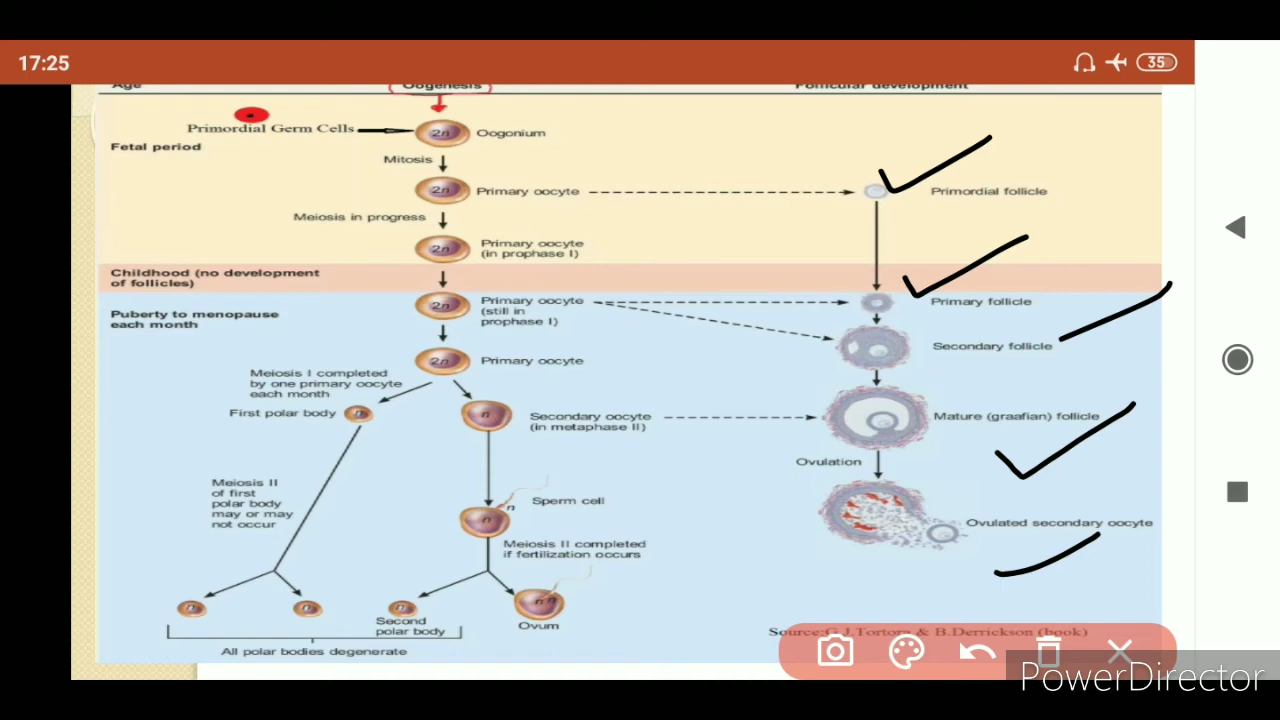 17:25
35
Age
Oogenesis
Follicular development
Primordial Germ Cells
2n
Oogonium
Fetal period
Mitosis
2n
Primary oocyte
Primordial follicle
Meiosis in progress
2n
Primary oocyte
(in prophase I)
Childhood (no development
of follicles)
2n
Primary oocyte
(still in
prophase I)
Primary follicle
Puberty to menopause
each month
Secondary follicle
2n
Primary oocyte
Meiosis I completed
by one primary oocyte
each month
First polar body
n
n
Secondary oocyte
(in metaphase II)
Mature (graafian) follicle
Ovulation
Meiosis II
of first
polar body
may or may
not occur
n
Sperm cell
n
Ovulated secondary oocyte
Meiosis II completed
if fertilization occurs
n
n
n
n n
Second
polar body
Ovum
All polar bodies degenerate
Source:G.J.Tortora & B.Derrickson (book)
PowerDirector